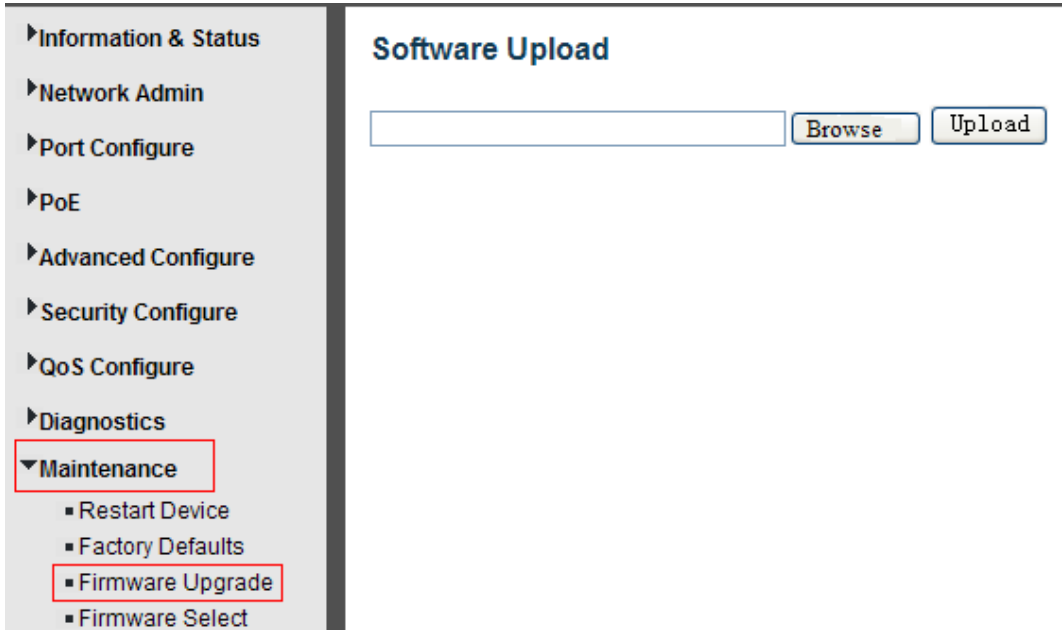 Information & Status
Network Admin
Port Configure
PoE
Advanced Configure
Security Configure
QoS Configure
Diagnostics
Maintenance
Restart Device
Factory Defaults
Firmware Upgrade
Firmware Select
Software Upload
Browse
Upload